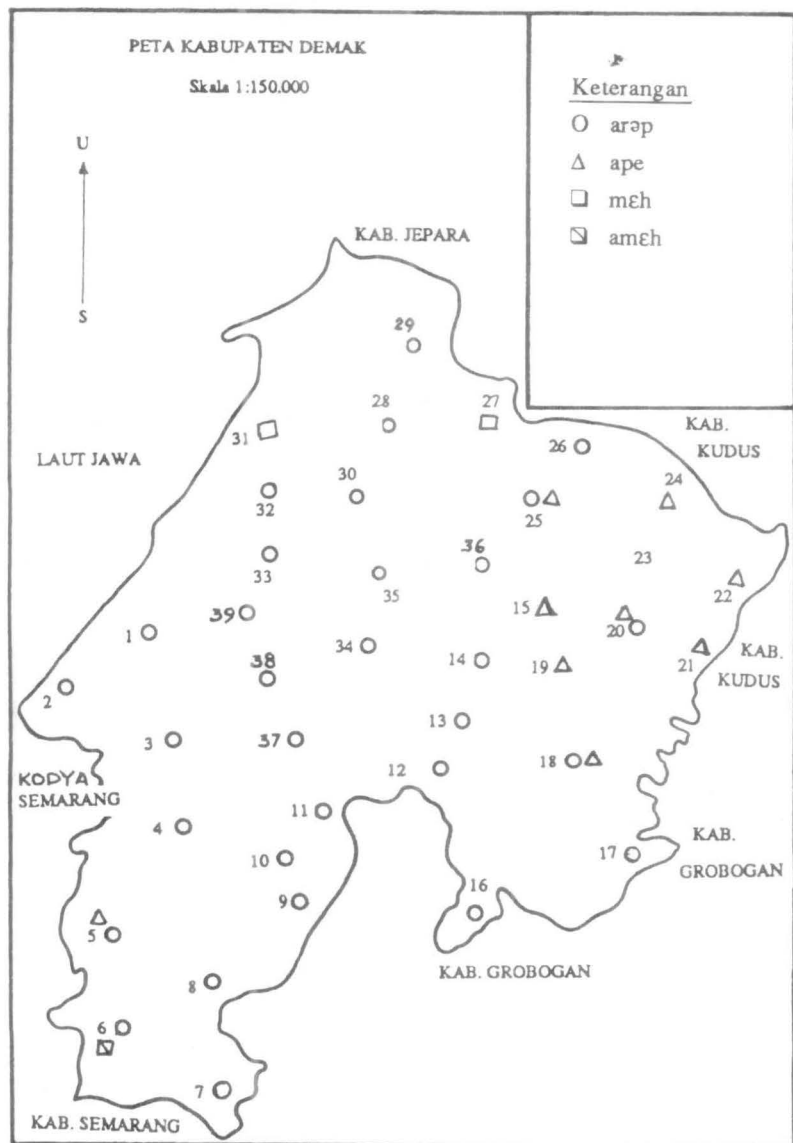 PETA KABUPATEN DEMAK
Skala 1:150.000
Keterangan
arəp
ape
mɛh
amɛh
U
S
KAB. JEPARA
29
28
27
26
KAB.
KUDUS
31
LAUT JAWA
30
25
24
32
36
23
33
35
22
39
15
1
20
34
14
19
21
KAB.
KUDUS
38
2
13
3
37
18
12
KODYA
SEMARANG
11
4
KAB.
GROBOGAN
17
10
9
16
5
KAB. GROBOGAN
8
6
7
KAB. SEMARANG